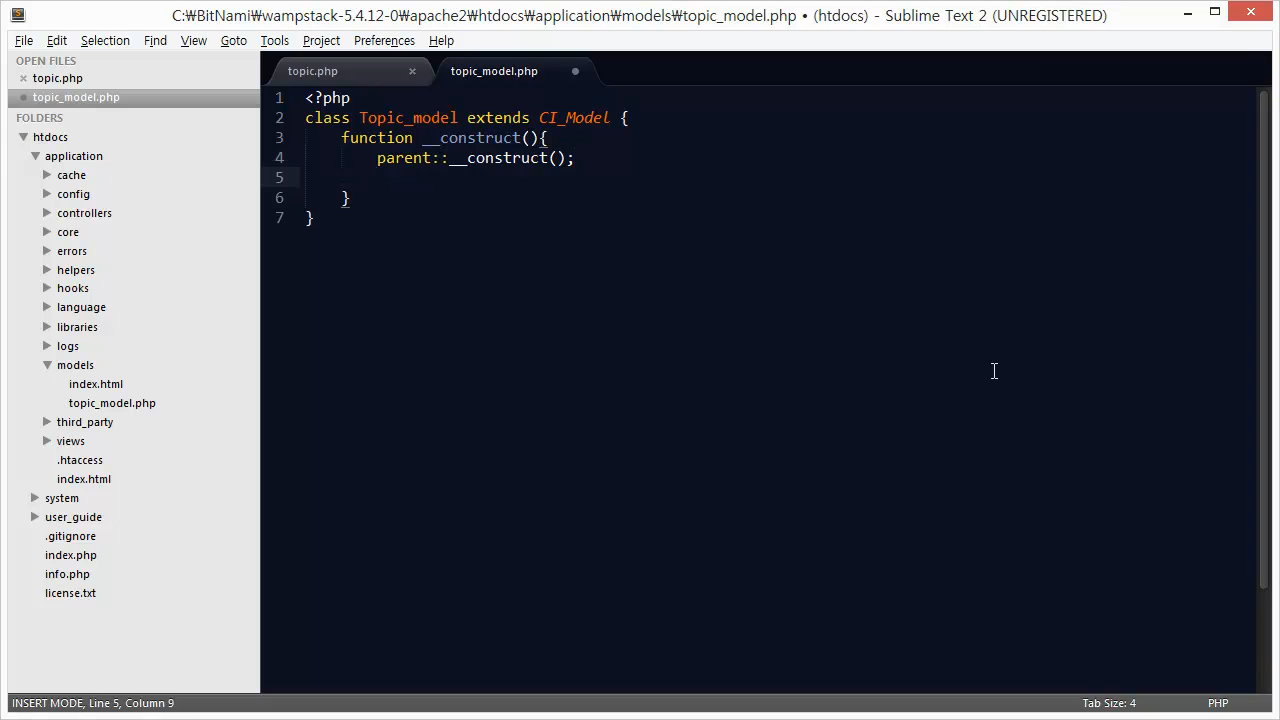 C:₩BitNami₩wampstack-5.4.12-0₩apache2₩htdocs₩application₩models₩topic_model.php • (htdocs) - Sublime Text 2 (UNREGISTERED)
File Edit Selection Find View Goto Tools Project Preferences Help
OPEN FILES
topic.php
topic_model.php
FOLDERS
htdocs
application
cache
config
controllers
core
errors
helpers
hooks
language
libraries
logs
models
index.html
topic_model.php
third_party
views
.htaccess
index.html
system
user_guide
.gitignore
index.php
info.php
license.txt
topic.php topic_model.php
1 <?php
2 class Topic_model extends CI_Model {
3     function __construct(){
4         parent::__construct();
5
6     }
7 }
INSERT MODE, Line 5, Column 9 Tab Size: 4 PHP